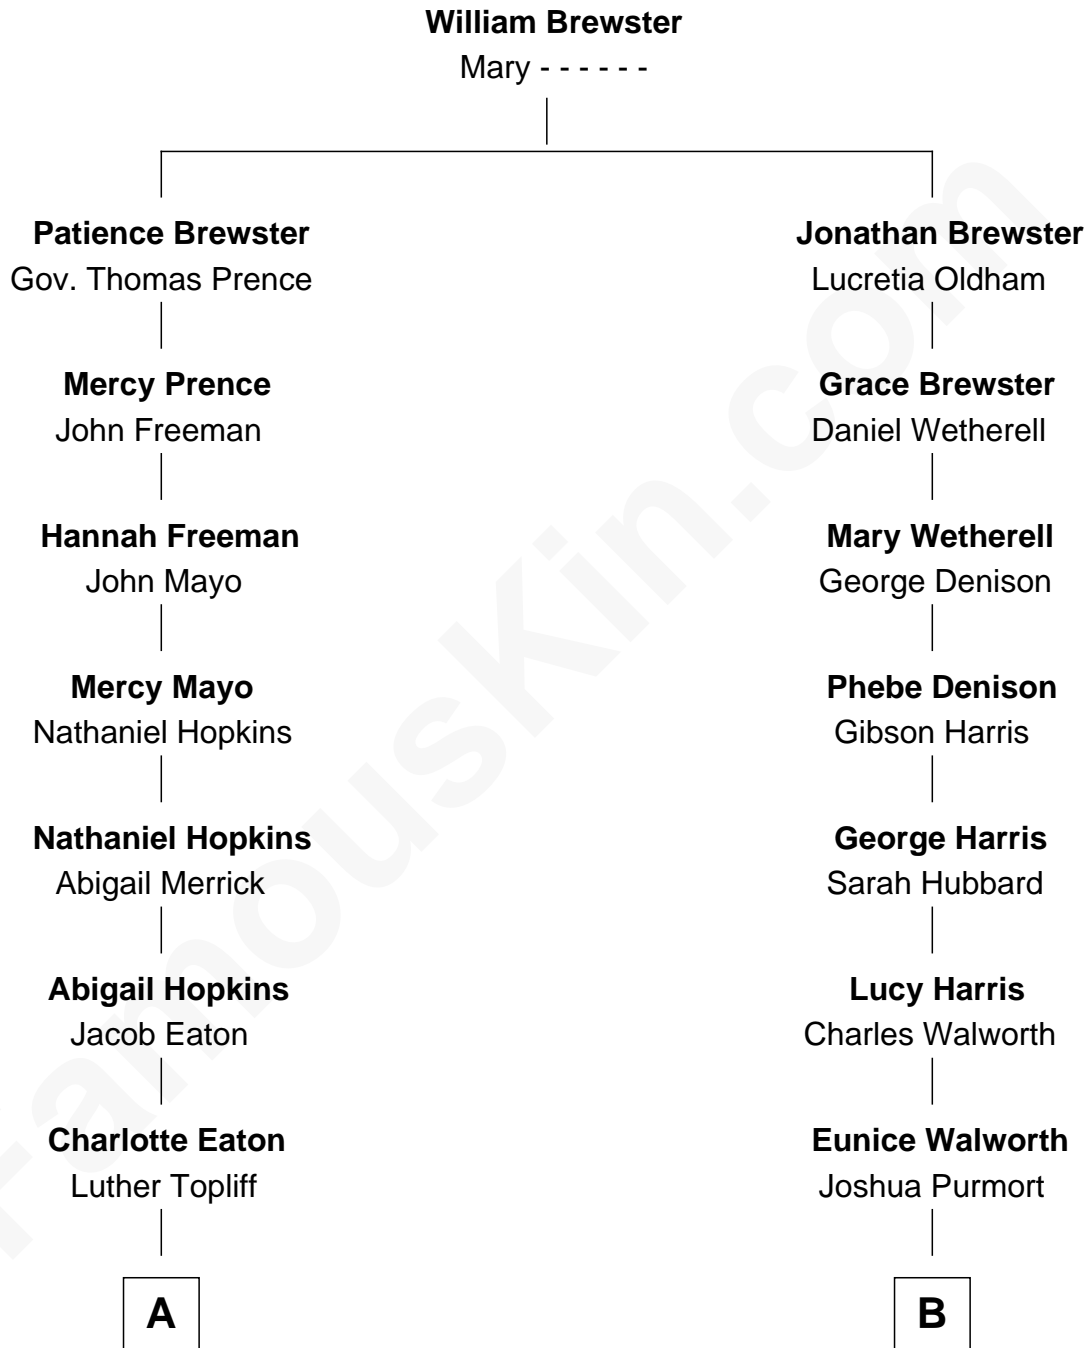 William Brewster
Mary - - - - - -
Patience Brewster
Gov. Thomas Prence
Jonathan Brewster
Lucretia Oldham
Mercy Prence
John Freeman
Grace Brewster
Daniel Wetherell
Hannah Freeman
John Mayo
Mary Wetherell
George Denison
Mercy Mayo
Nathaniel Hopkins
Phebe Denison
Gibson Harris
Nathaniel Hopkins
Abigail Merrick
George Harris
Sarah Hubbard
Abigail Hopkins
Jacob Eaton
Lucy Harris
Charles Walworth
Charlotte Eaton
Luther Topliff
Eunice Walworth
Joshua Purmort
A
B
FamousKin.com